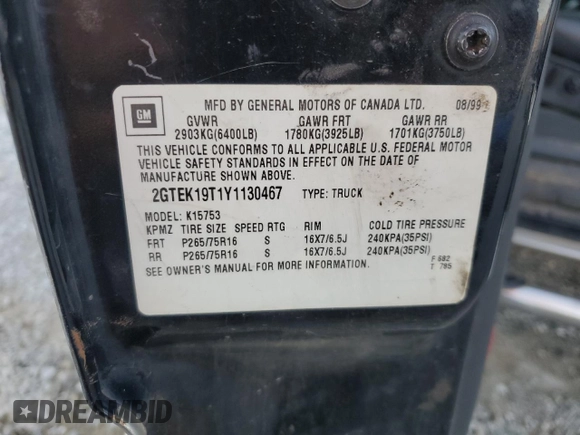 GM
MFD BY GENERAL MOTORS OF CANADA LTD. 08/99
GVWR GAWR FRT GAWR RR
2903KG(6400LB) 1780KG(3925LB) 1701KG(3750LB)
THIS VEHICLE CONFORMS TO ALL APPLICABLE U.S. FEDERAL MOTOR
VEHICLE SAFETY STANDARDS IN EFFECT ON THE DATE OF
MANUFACTURE SHOWN ABOVE.
2GTEK19T1Y1130467 TYPE: TRUCK
MODEL: K15753
KPMZ TIRE SIZE SPEED RTG RIM COLD TIRE PRESSURE
FRT P265/75R16 S 16X7/6.5J 240KPA(35PSI)
RR P265/75R16 S 16X7/6.5J 240KPA(35PSI)
SEE OWNER'S MANUAL FOR MORE INFORMATION.
F 682
T 785
DREAMBID